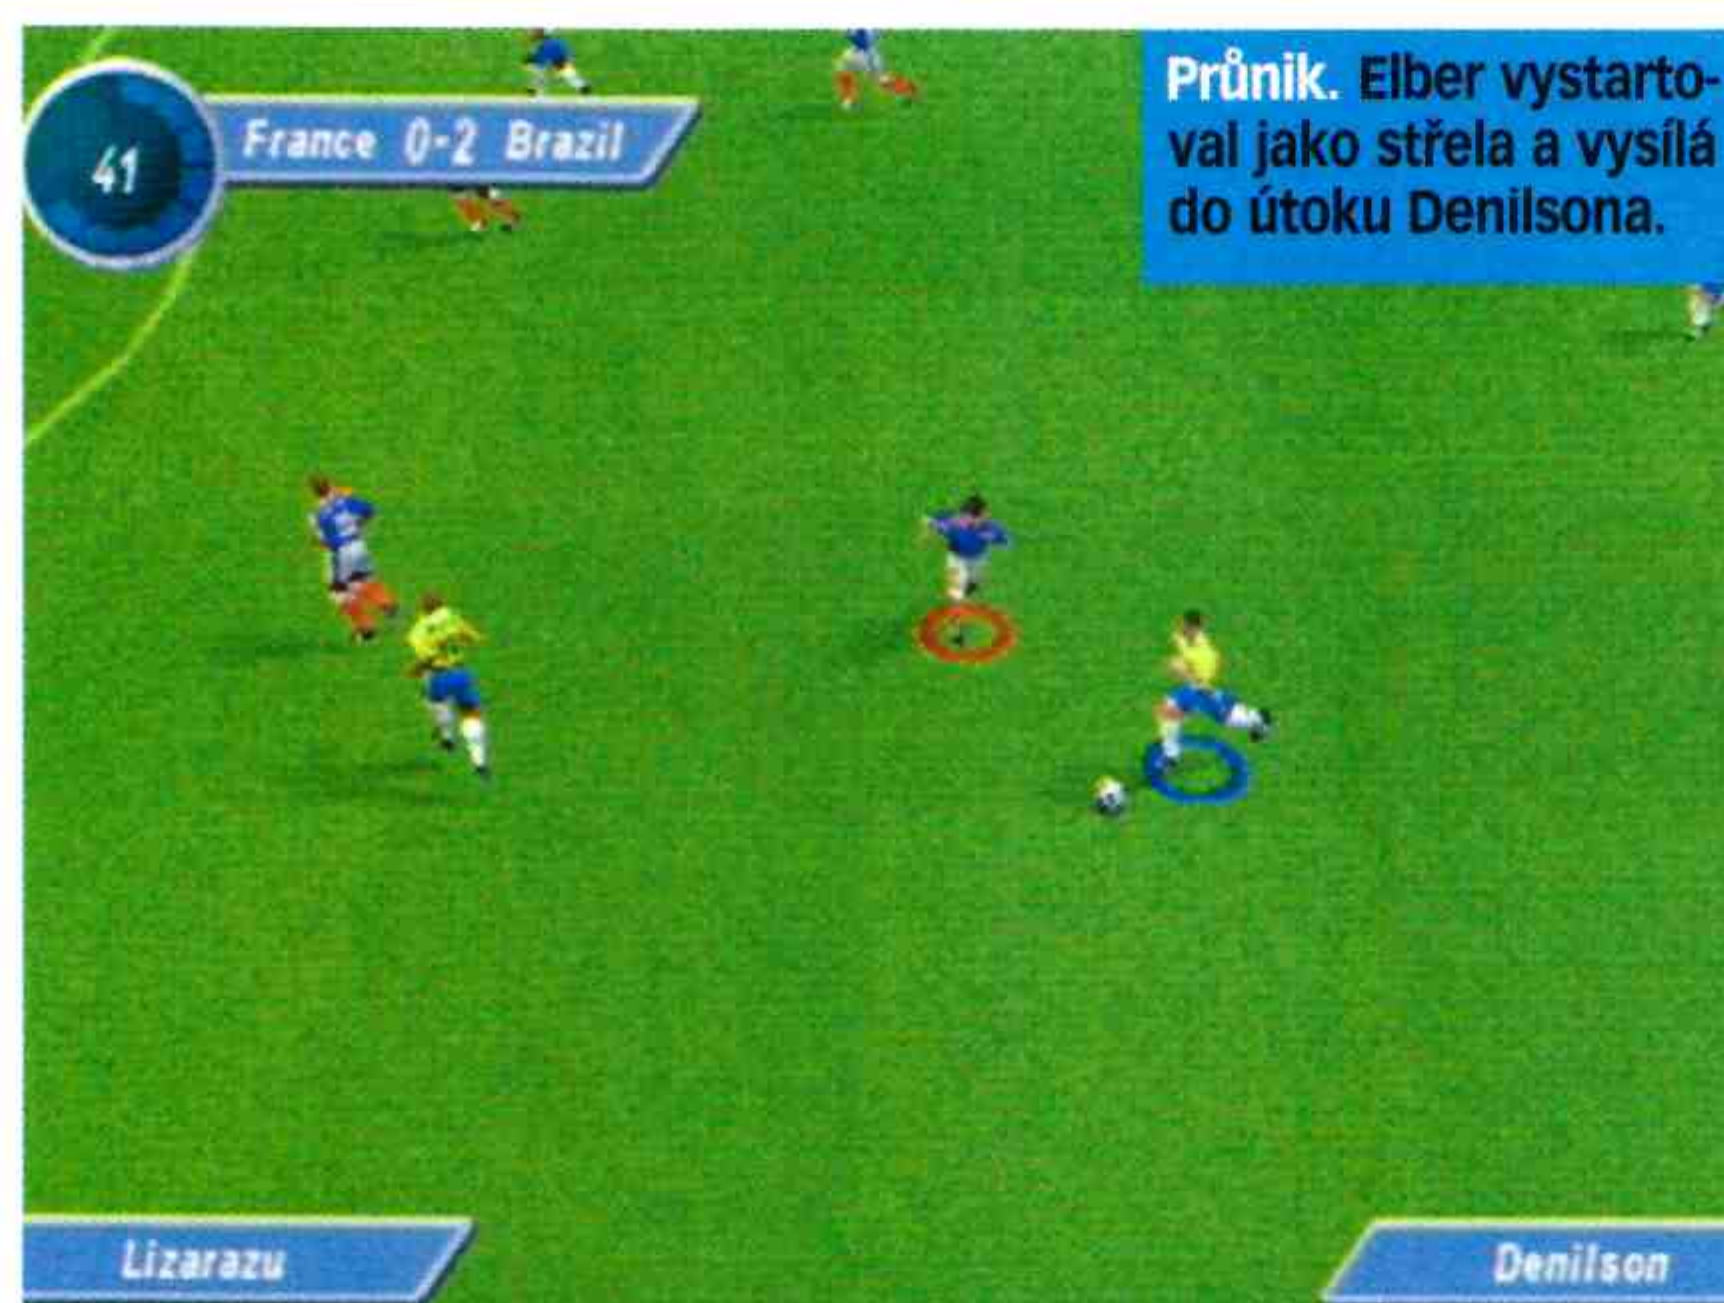 41
France 0-2 Brazil
Průnik. Elber vystarto-
val jako střela a vysílá
do útoku Denilsona.
Lizarazu
Denilson